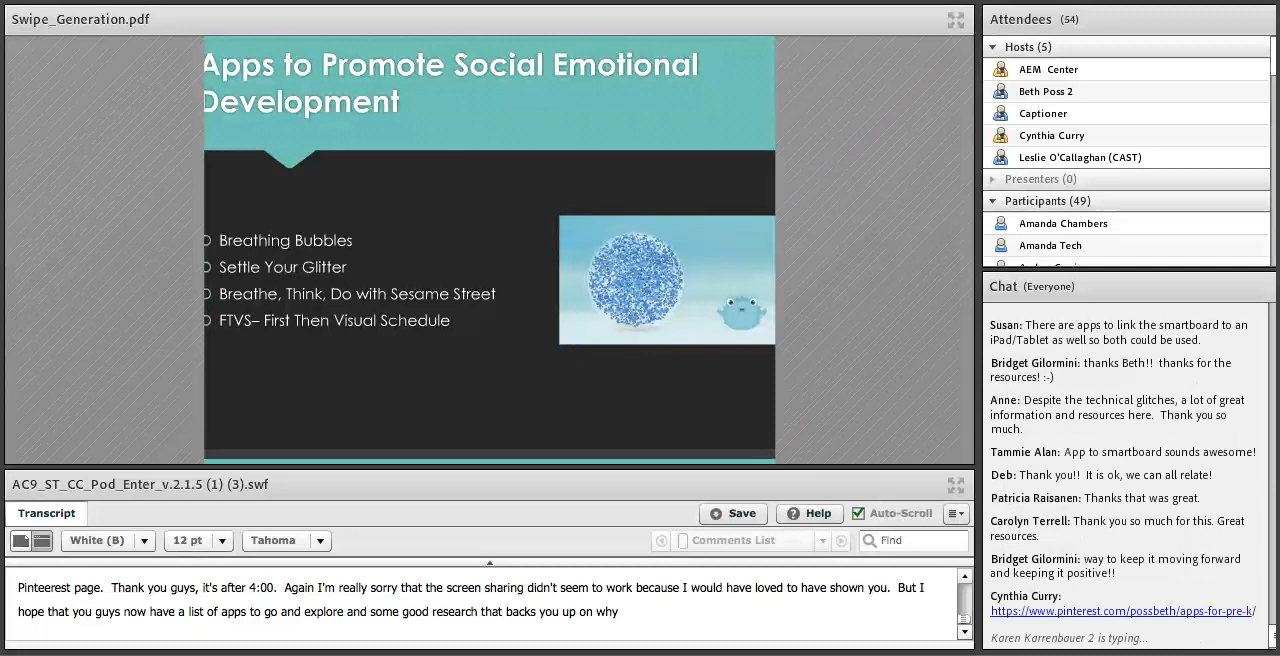 Swipe_Generation.pdf
Apps to Promote Social Emotional
Development
Breathing Bubbles
Settle Your Glitter
Breathe, Think, Do with Sesame Street
FTVS– First Then Visual Schedule
AC9_ST_CC_Pod_Enter_v.2.1.5 (1) (3).swf
Transcript
Save
Help
Auto-Scroll
White (B)
12 pt
Tahoma
Comments List
Find
Pinteerest page.  Thank you guys, it's after 4:00.  Again I'm really sorry that the screen sharing didn't seem to work because I would have loved to have shown you.  But I
hope that you guys now have a list of apps to go and explore and some good research that backs you up on why
Attendees (54)
Hosts (5)
AEM Center
Beth Poss 2
Captioner
Cynthia Curry
Leslie O'Callaghan (CAST)
Presenters (0)
Participants (49)
Amanda Chambers
Amanda Tech
Chat (Everyone)
Susan: There are apps to link the smartboard to an
iPad/Tablet as well so both could be used.
Bridget Gilormini: thanks Beth!!  thanks for the
resources! :-)
Anne: Despite the technical glitches, a lot of great
information and resources here.  Thank you so
much.
Tammie Alan: App to smartboard sounds awesome!
Deb: Thank you!!  It is ok, we can all relate!
Patricia Raisanen: Thanks that was great.
Carolyn Terrell: Thank you so much for this. Great
resources.
Bridget Gilormini: way to keep it moving forward
and keeping it positive!!
Cynthia Curry:
https://www.pinterest.com/possbeth/apps-for-pre-k/
Karen Karrenbauer 2 is typing...